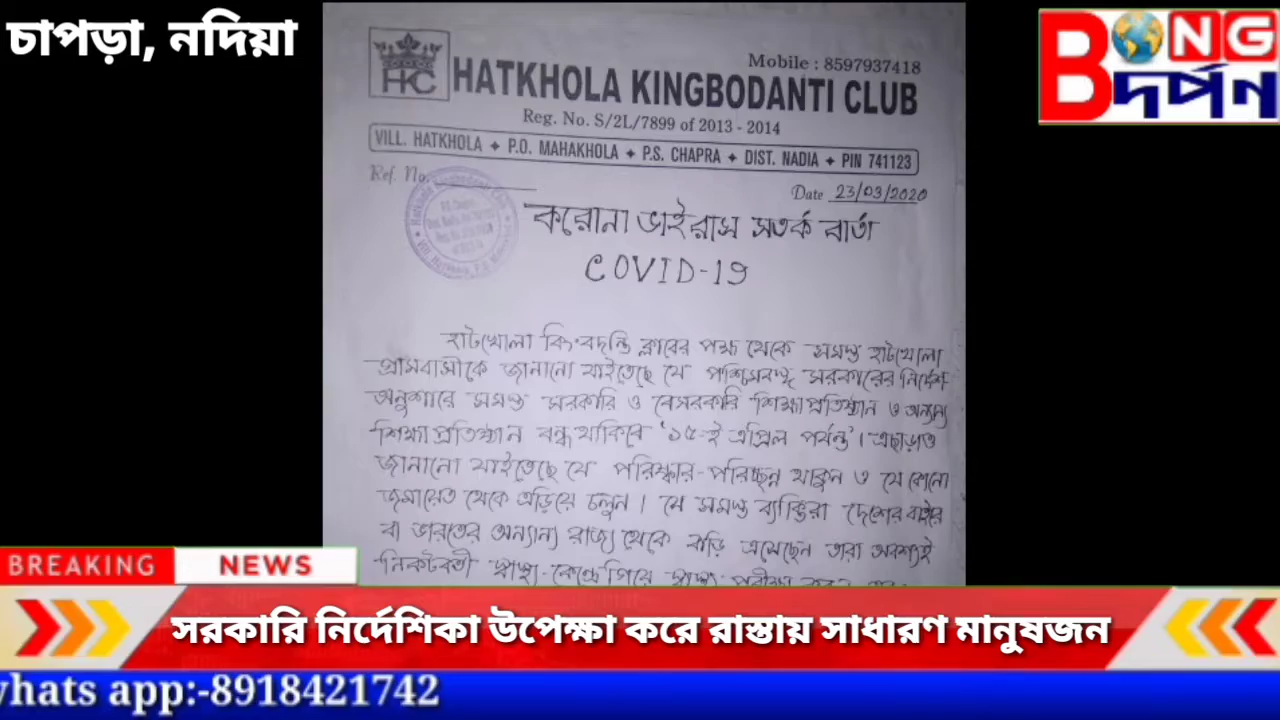 চাপড়া, নদিয়া
BONG
দর্পন
HC
Mobile : 8597937418
HATKHOLA KINGBODANTI CLUB
Reg. No. S/2L/7899 of 2013 - 2014
VILL. HATKHOLA ✦ P.O. MAHAKHOLA ✦ P.S. CHAPRA ✦ DIST. NADIA ✦ PIN 741123
Ref. No.
Date 23/03/2020
করোনা ভাইরাস সতর্ক বার্তা
COVID-19
হাটখোলা কিংবদন্তি ক্লাবের পক্ষ থেকে সমস্ত হাটখোলা
গ্রামবাসীকে জানানো যাইতেছে যে পশ্চিমবঙ্গ সরকারের নির্দেশ
অনুশারে সমস্ত সরকারি ও বেসরকারি শিক্ষাপ্রতিষ্ঠান ও অন্যান্য
শিক্ষাপ্রতিষ্ঠান বন্ধ থাকিবে '১৫-ই এপ্রিল পর্যন্ত'। এছাড়াও
জানানো যাইতেছে যে পরিষ্কার-পরিচ্ছন্ন থাকুন ও যে কোনো
জমায়েত থেকে এড়িয়ে চলুন। যে সমস্ত ব্যাক্তিরা দেশের বাইরে
বা ভারতের অন্যান্য রাজ্য থেকে বাড়ি এসেছেন তারা অবশ্যই
নিকটবর্তী স্বাস্থ্য-কেন্দ্রে গিয়ে স্বাস্থ্য পরীক্ষা
BREAKING NEWS
সরকারি নির্দেশিকা উপেক্ষা করে রাস্তায় সাধারণ মানুষজন
whats app:-8918421742